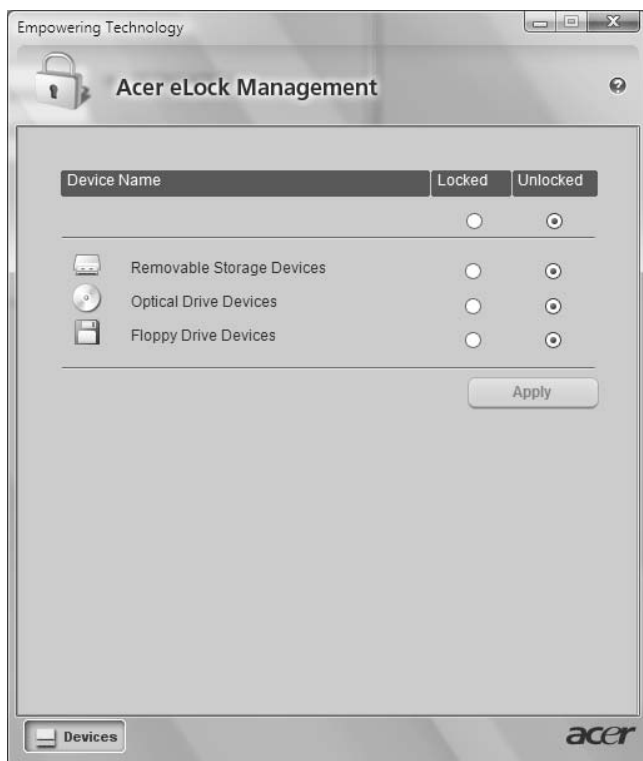 Empowering Technology
Acer eLock Management
Device Name Locked Unlocked
Removable Storage Devices
Optical Drive Devices
Floppy Drive Devices
Apply
Devices
acer